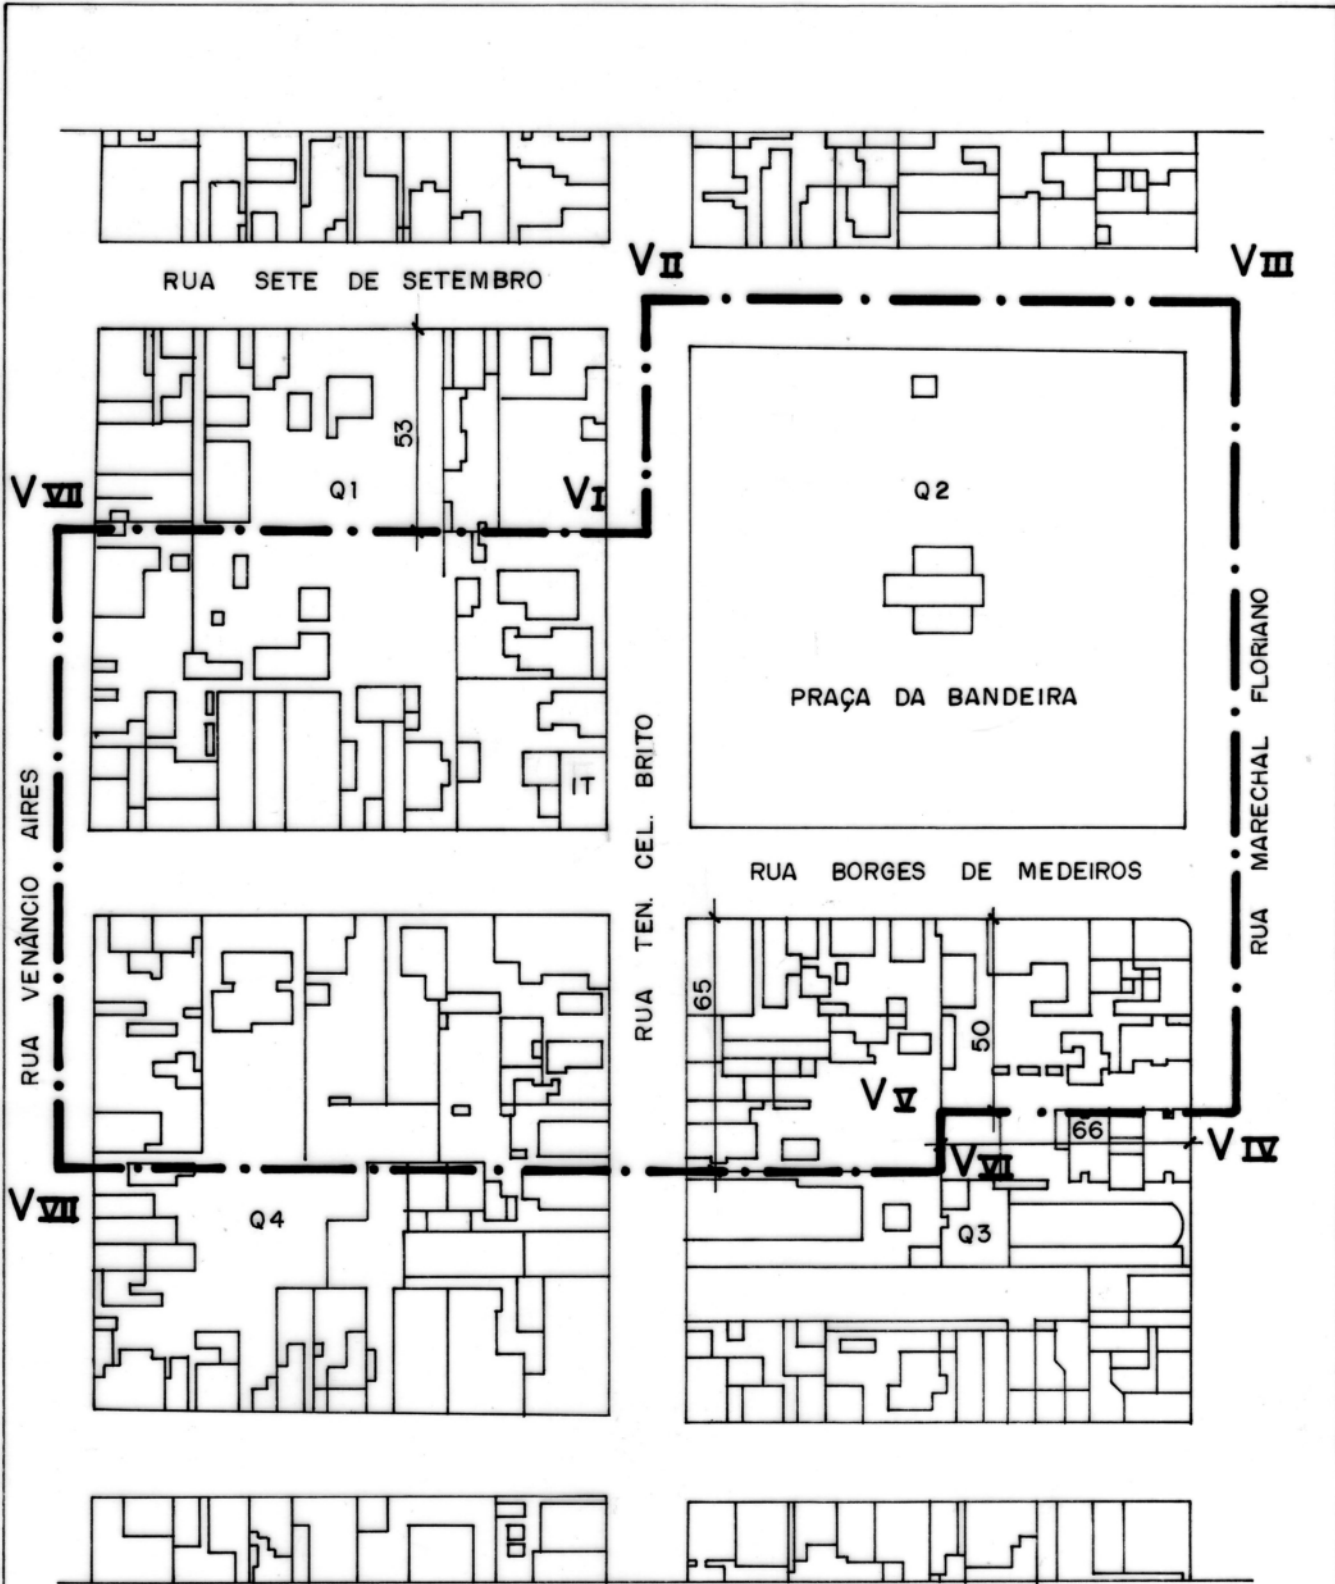 V II
V III
RUA SETE DE SETEMBRO
53
V VII
Q1
V I
Q2
PRAÇA DA BANDEIRA
IT
RUA VENÂNCIO AIRES
RUA TEN. CEL. BRITO
RUA MARECHAL FLORIANO
RUA BORGES DE MEDEIROS
65
50
V V
66
V IV
V VI
V VII
Q4
Q3